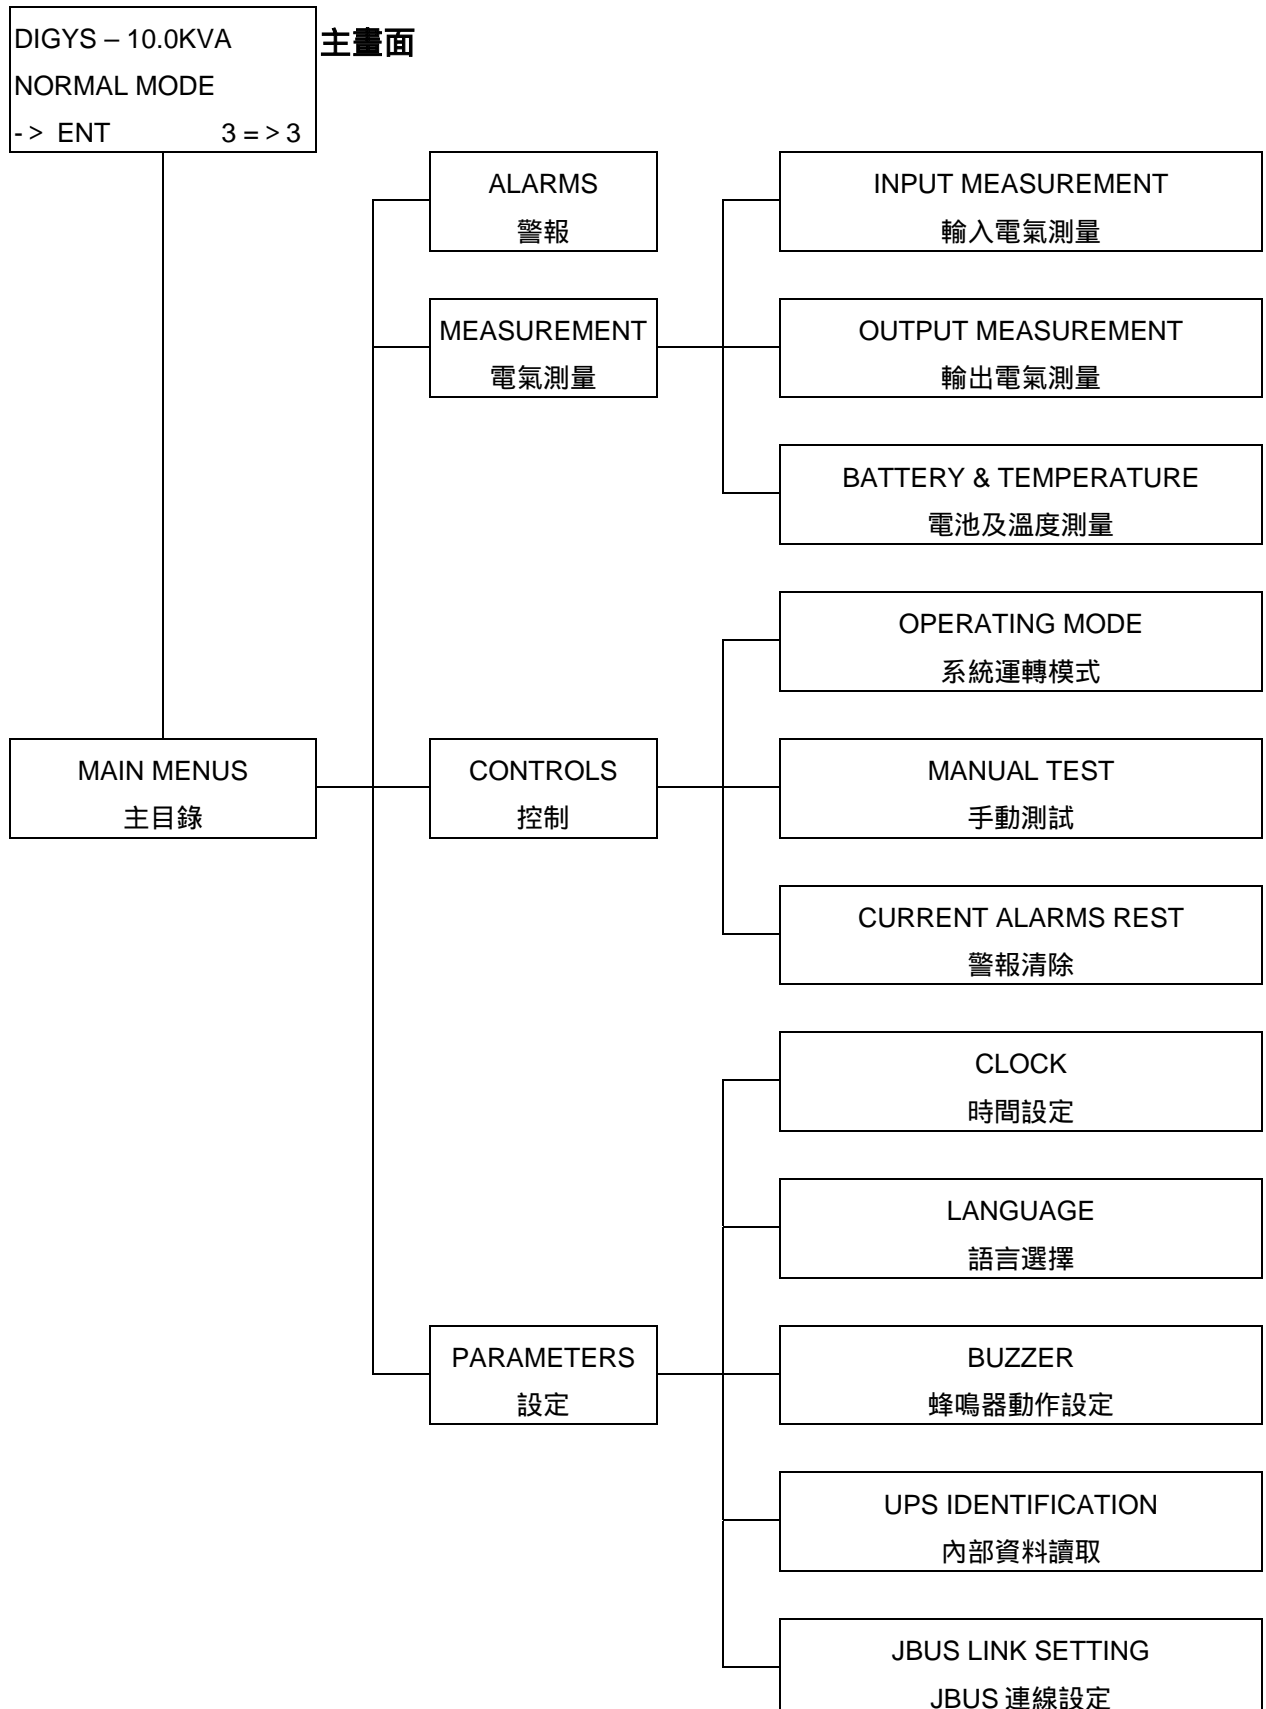 DIGYS – 10.0KVA
主畫面
NORMAL MODE
-> ENT 3=>3
ALARMS
警報
INPUT MEASUREMENT
輸入電氣測量
MEASUREMENT
電氣測量
OUTPUT MEASUREMENT
輸出電氣測量
BATTERY & TEMPERATURE
電池及溫度測量
OPERATING MODE
系統運轉模式
MAIN MENUS
主目錄
CONTROLS
控制
MANUAL TEST
手動測試
CURRENT ALARMS REST
警報清除
CLOCK
時間設定
LANGUAGE
語言選擇
PARAMETERS
設定
BUZZER
蜂鳴器動作設定
UPS IDENTIFICATION
內部資料讀取
JBUS LINK SETTING
JBUS 連線設定